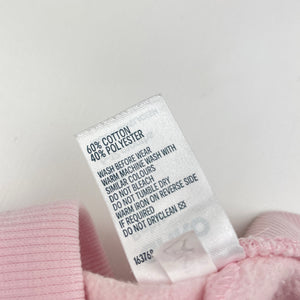 60% COTTON
40% POLYESTER
WASH BEFORE WEAR
WARM MACHINE WASH WITH
SIMILAR COLOURS
DO NOT BLEACH
DO NOT TUMBLE DRY
WARM IRON ON REVERSE SIDE
IF REQUIRED
DO NOT DRYCLEAN